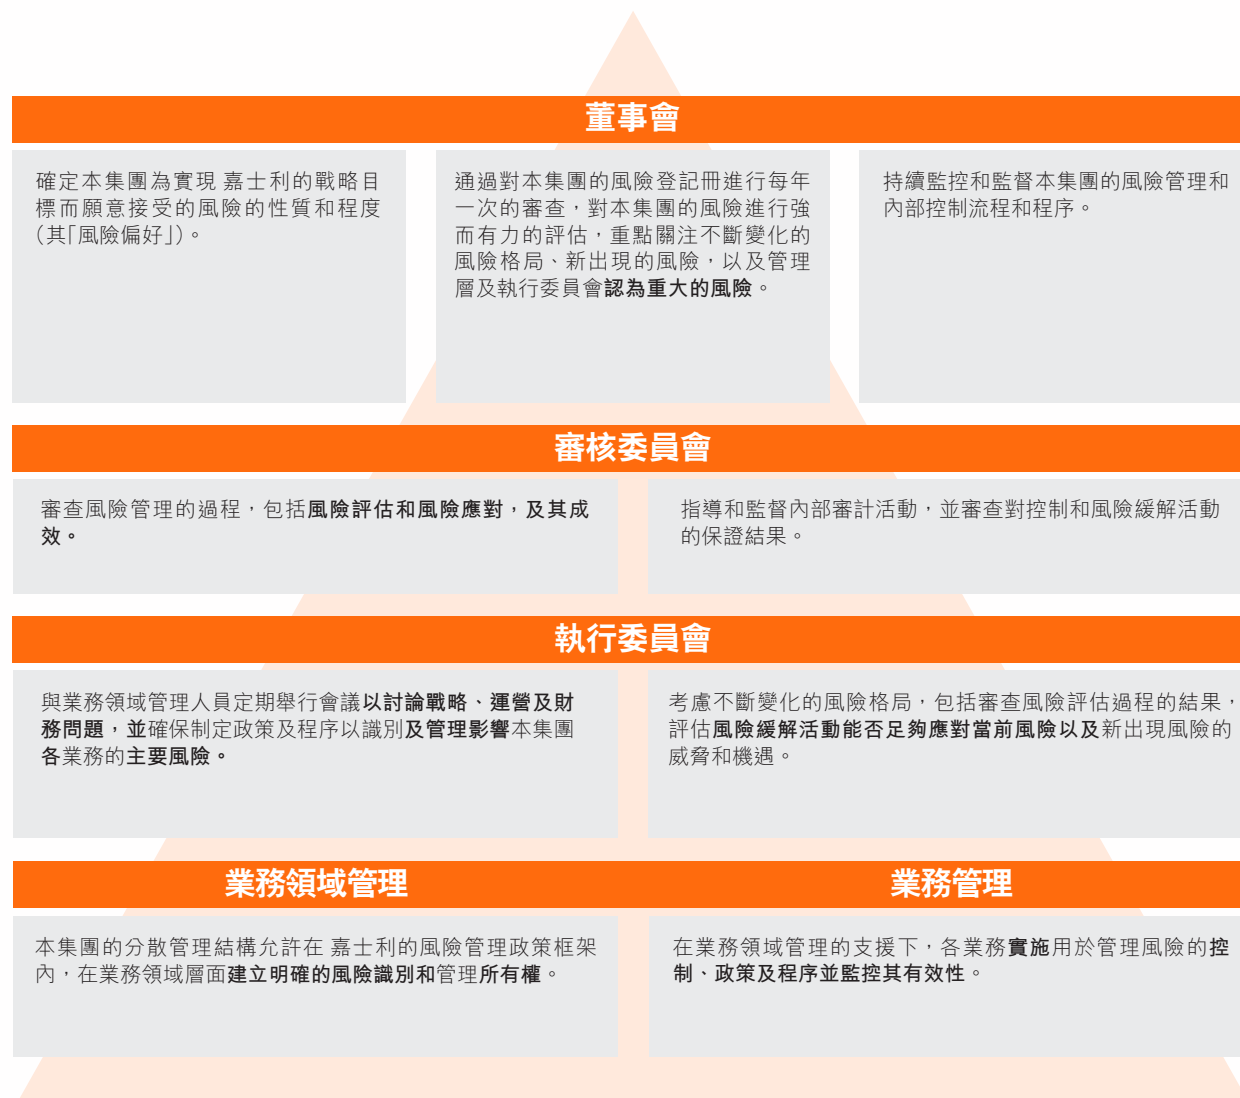 董事會
確定本集團為實現 嘉士利的戰略目
標而願意接受的風險的性質和程度
(其「風險偏好」)。
通過對本集團的風險登記冊進行每年
一次的審查，對本集團的風險進行強
而有力的評估，重點關注不斷變化的
風險格局、新出現的風險，以及管理
層及執行委員會認為重大的風險。
持續監控和監督本集團的風險管理和
內部控制流程和程序。
審核委員會
審查風險管理的過程，包括風險評估和風險應對，及其成
效。
指導和監督內部審計活動，並審查對控制和風險緩解活動
的保證結果。
執行委員會
與業務領域管理人員定期舉行會議以討論戰略、運營及財
務問題，並確保制定政策及程序以識別及管理影響本集團
各業務的主要風險。
考慮不斷變化的風險格局，包括審查風險評估過程的結果，
評估風險緩解活動能否足夠應對當前風險以及新出現風險的
威脅和機遇。
業務領域管理
本集團的分散管理結構允許在 嘉士利的風險管理政策框架
內，在業務領域層面建立明確的風險識別和管理所有權。
業務管理
在業務領域管理的支援下，各業務實施用於管理風險的控
制、政策及程序並監控其有效性。